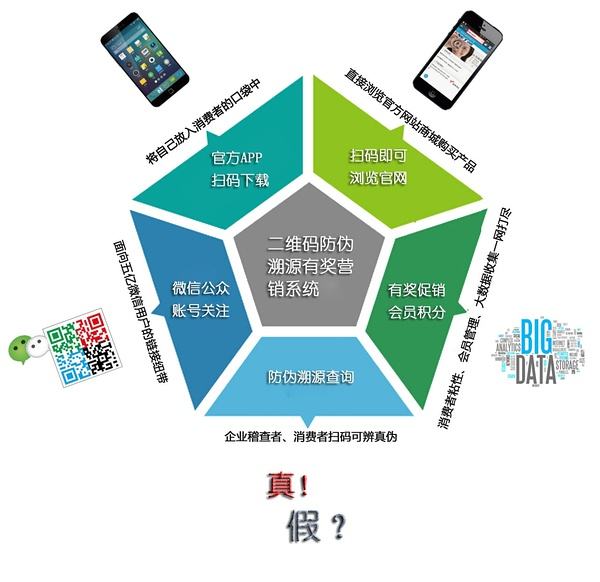 将自己放入消费者的口袋中
直接浏览官方网站商城购买产品
官方APP
扫码下载
扫码即可
浏览官网
二维码防伪
溯源有奖营
销系统
微信公众
账号关注
有奖促销
会员积分
防伪溯源查询
面向五亿微信用户的链接纽带
消费者粘性、会员管理、大数据收集一网打尽
BIG
DATA
ANALYTICS
STORAGE
企业稽查者、消费者扫码可辨真伪
真!
假?